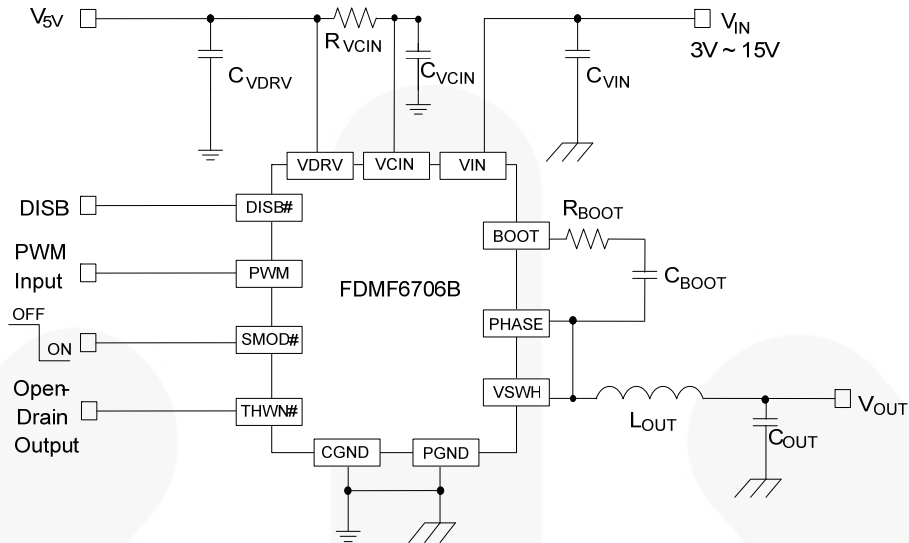 V5V
RVCIN
VIN
3V ~ 15V
CVDRV
CVCIN
CVIN
VDRV
VCIN
VIN
DISB
DISB#
BOOT
RBOOT
PWM
Input
PWM
FDMF6706B
CBOOT
OFF
ON
SMOD#
PHASE
VSWH
Open-
Drain
Output
THWN#
LOUT
VOUT
COUT
CGND
PGND